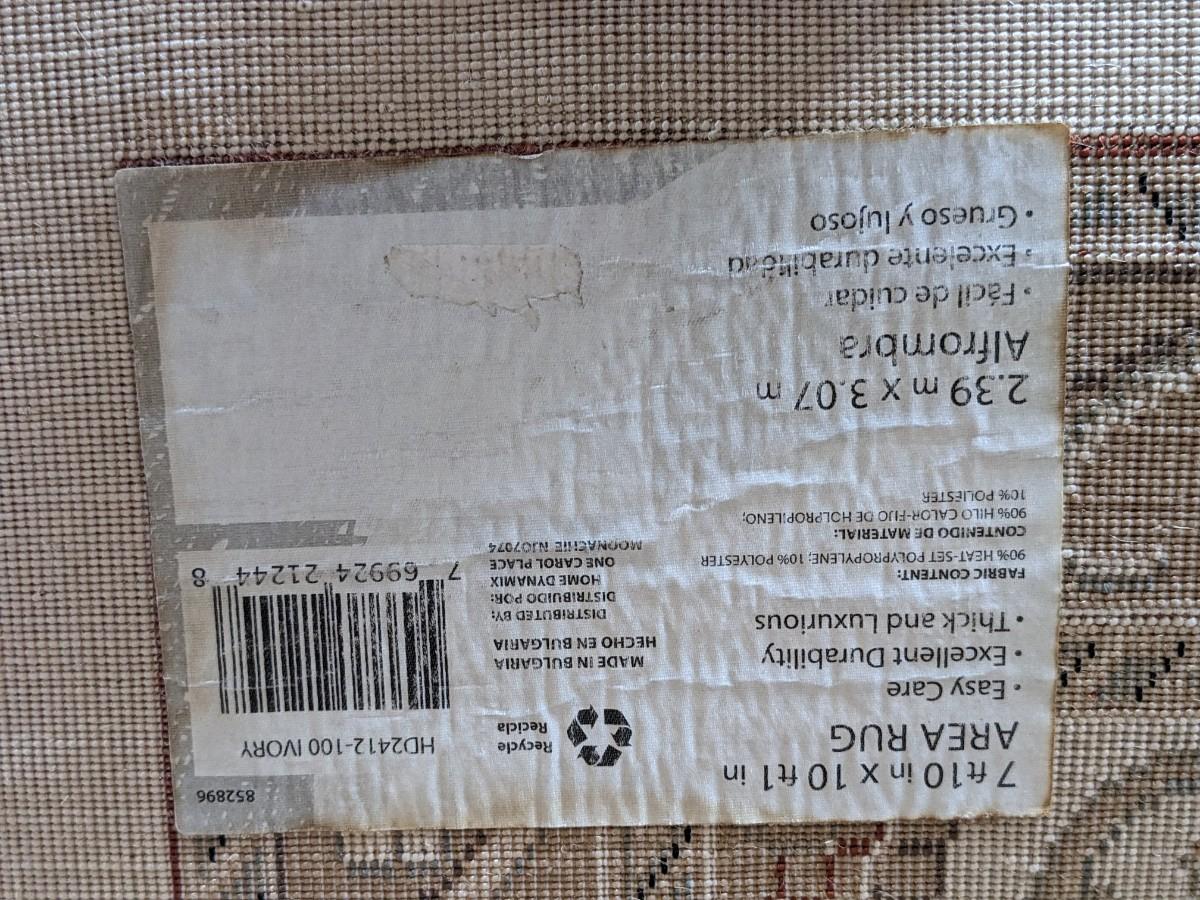 7 ft 10 in x 10 ft 1 in
AREA RUG
• Easy Care
• Excellent Durability
• Thick and Luxurious
FABRIC CONTENT:
90% HEAT-SET POLYPROPYLENE; 10% POLYESTER
CONTENIDO DE MATERIAL:
90% HILO CALOR-FIJO DE HOLPROPILENO;
10% POLIESTER
2.39 m x 3.07 m
Alfrombra
• Fácil de cuidar
• Excelente durabilidad
• Grueso y lujoso
Recycle
Recicla
MADE IN BULGARIA
HECHO EN BULGARIA
DISTRIBUTED BY:
DISTRIBUIDO POR:
HOME DYNAMIX
ONE CAROL PLACE
MOONACHIE NJ07074
852896
HD2412-100 IVORY
7 69924 21244 8